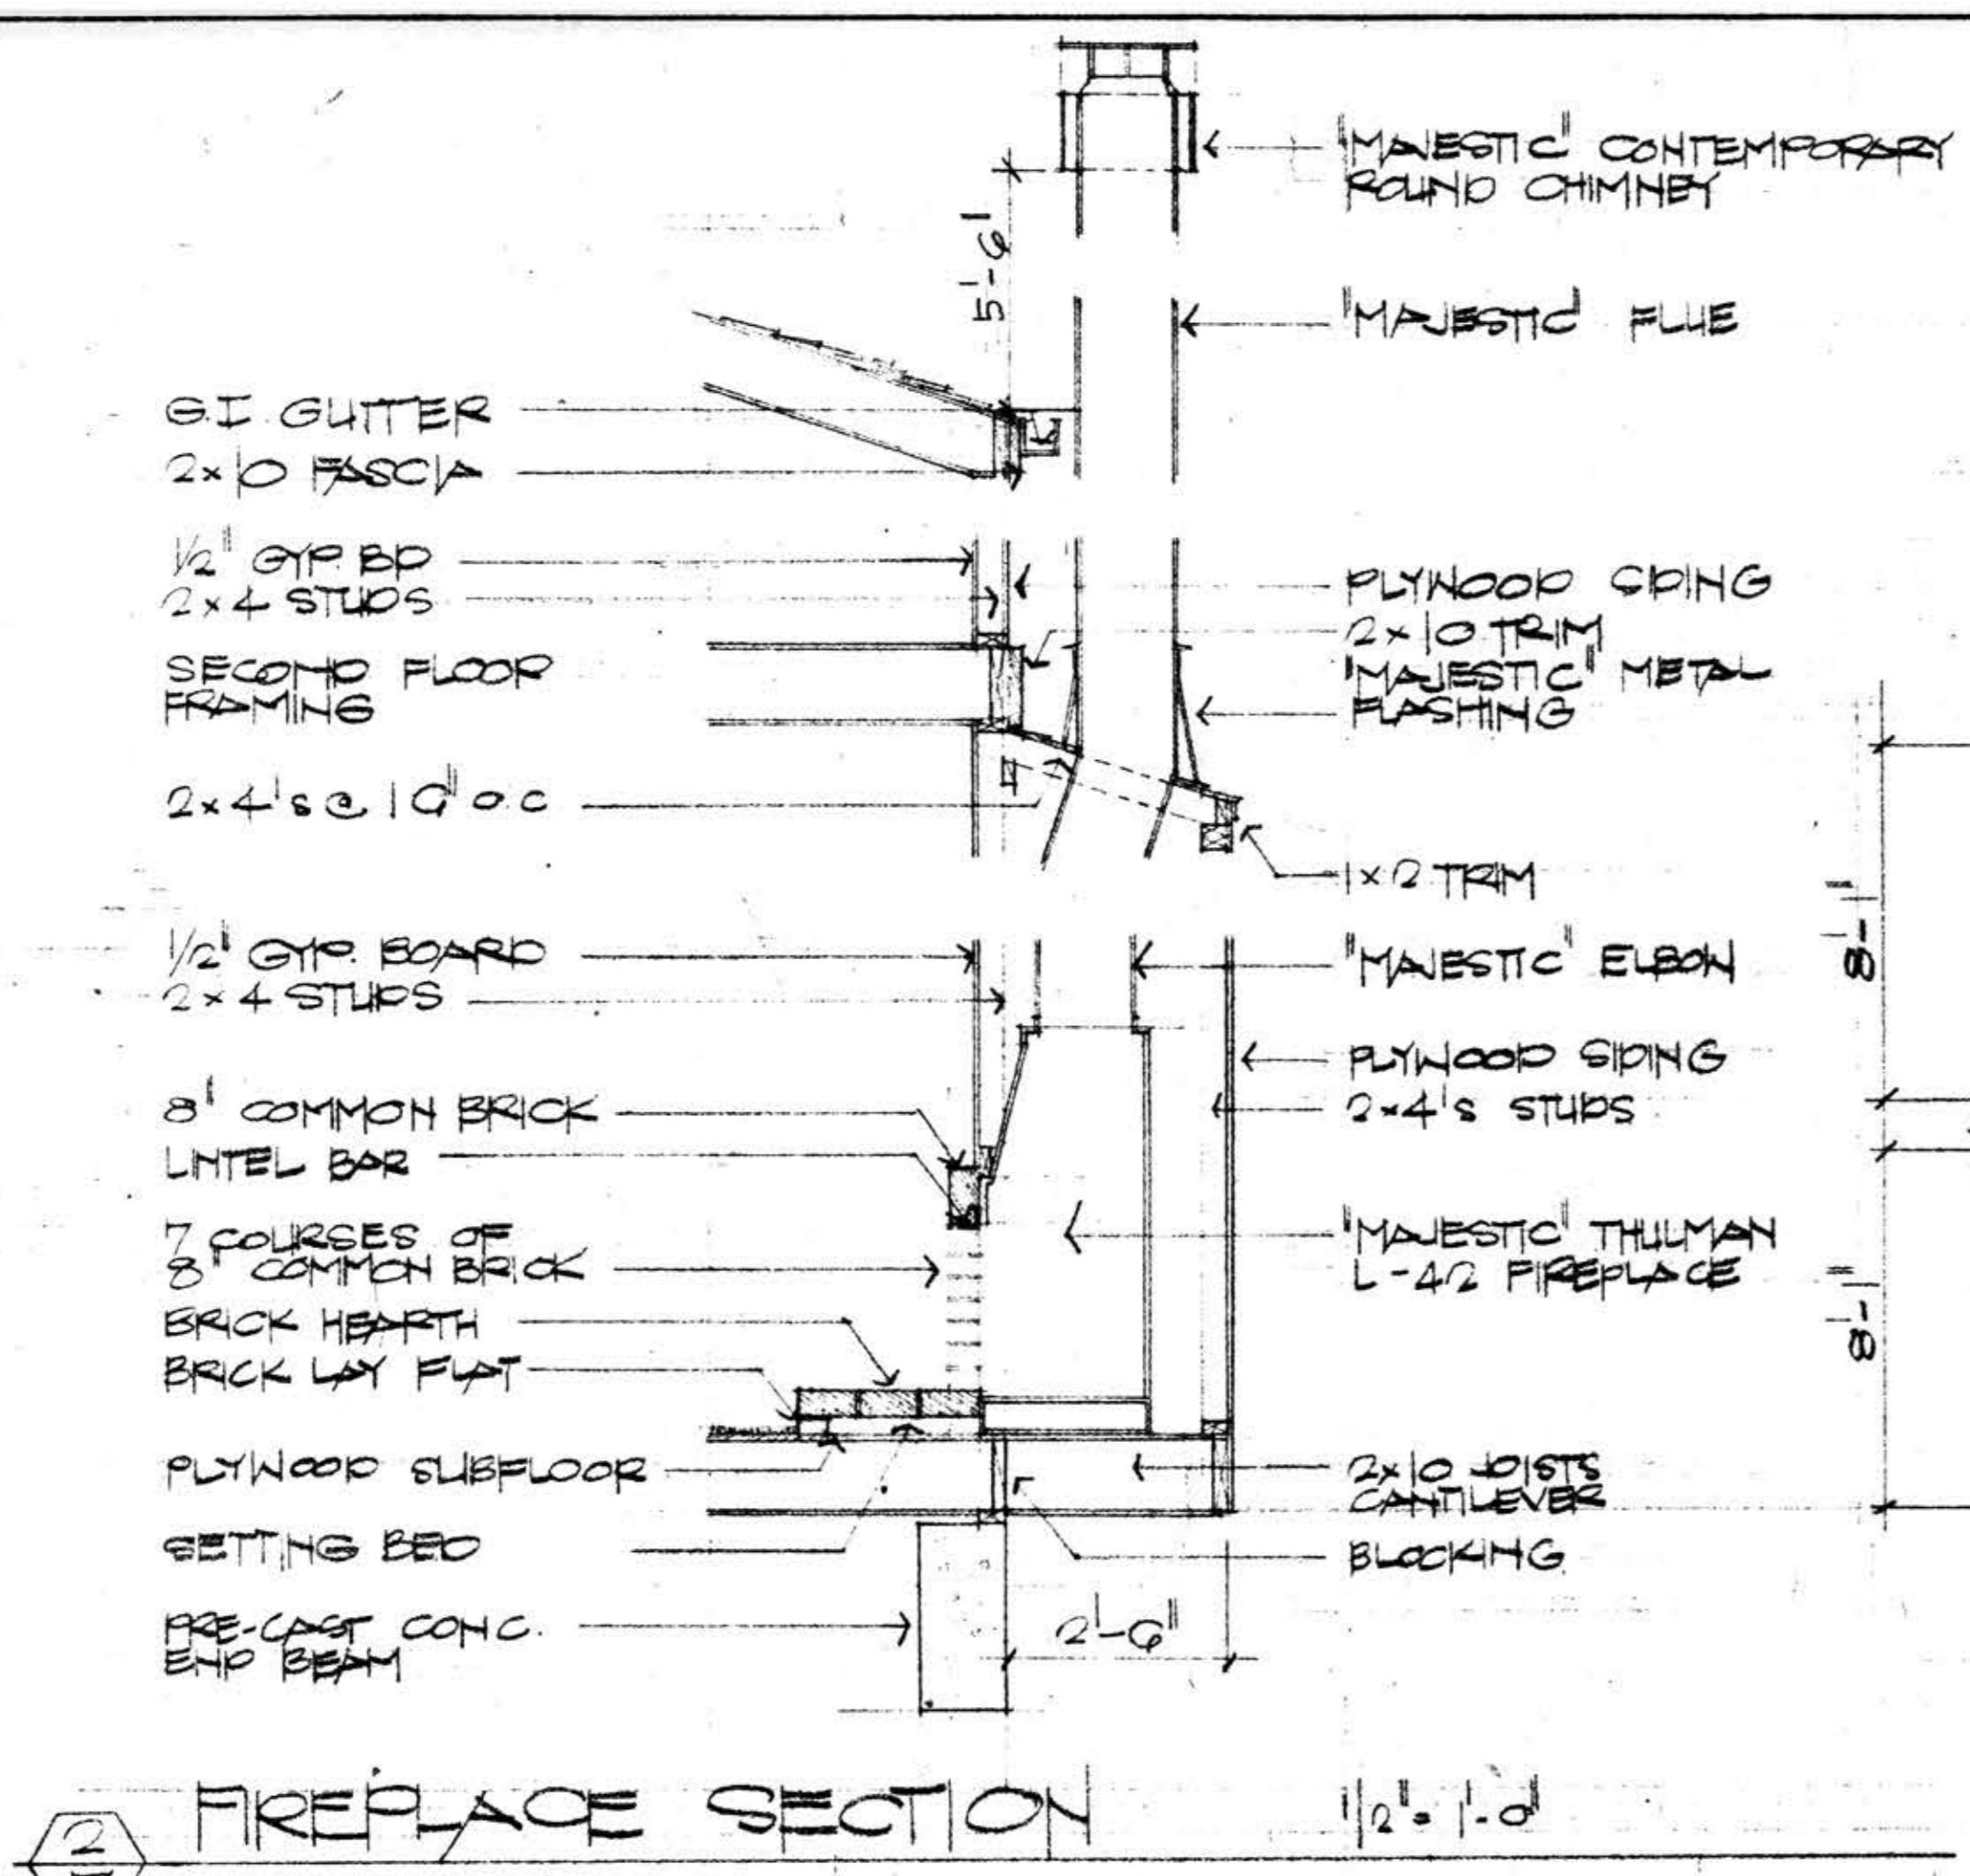 "MAJESTIC" CONTEMPORARY
ROUND CHIMNEY
5'-6"
"MAJESTIC" FLUE
G.I. GUTTER
2x10 FASCIA
1/2" GYP. BD
2x4 STUDS
SECOND FLOOR
FRAMING
2x4's @ 16" O.C
PLYWOOD SIDING
2x10 TRIM
"MAJESTIC" METAL
FLASHING
1x2 TRIM
1/2" GYP. BOARD
2x4 STUDS
8" COMMON BRICK
LINTEL BAR
7 COURSES OF
8" COMMON BRICK
BRICK HEARTH
BRICK LAY FLAT
PLYWOOD SUBFLOOR
SETTING BED
PRE-CAST CONC.
END BEAM
"MAJESTIC" ELBOW
PLYWOOD SIDING
2x4's STUDS
"MAJESTIC" THULMAN
L-42 FIREPLACE
2x10 JOISTS
CANTILEVER
BLOCKING
2'-6"
8'-1"
8'-1"
2
FIREPLACE SECTION
1/2" = 1'-0"